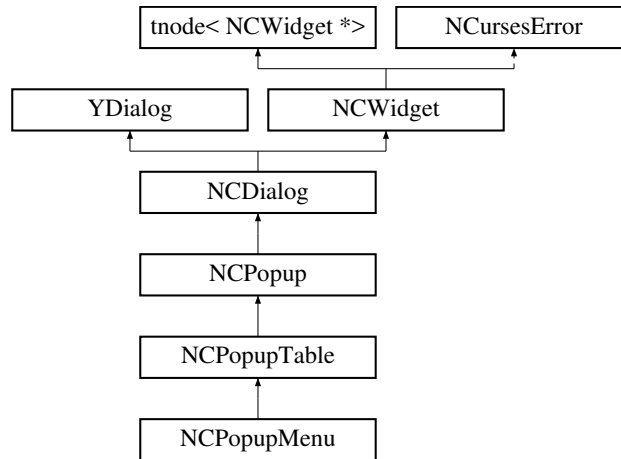 tnode< NCWidget *>
NCursesError
YDialog
NCWidget
NCDialog
NCPopup
NCPopupTable
NCPopupMenu